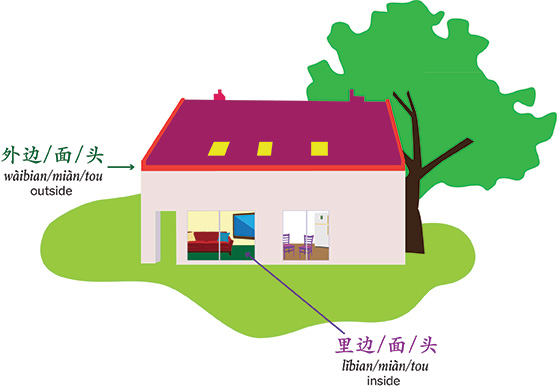 外边/面/头
wàibian/miàn/tou
outside
里边/面/头
lǐbian/miàn/tou
inside